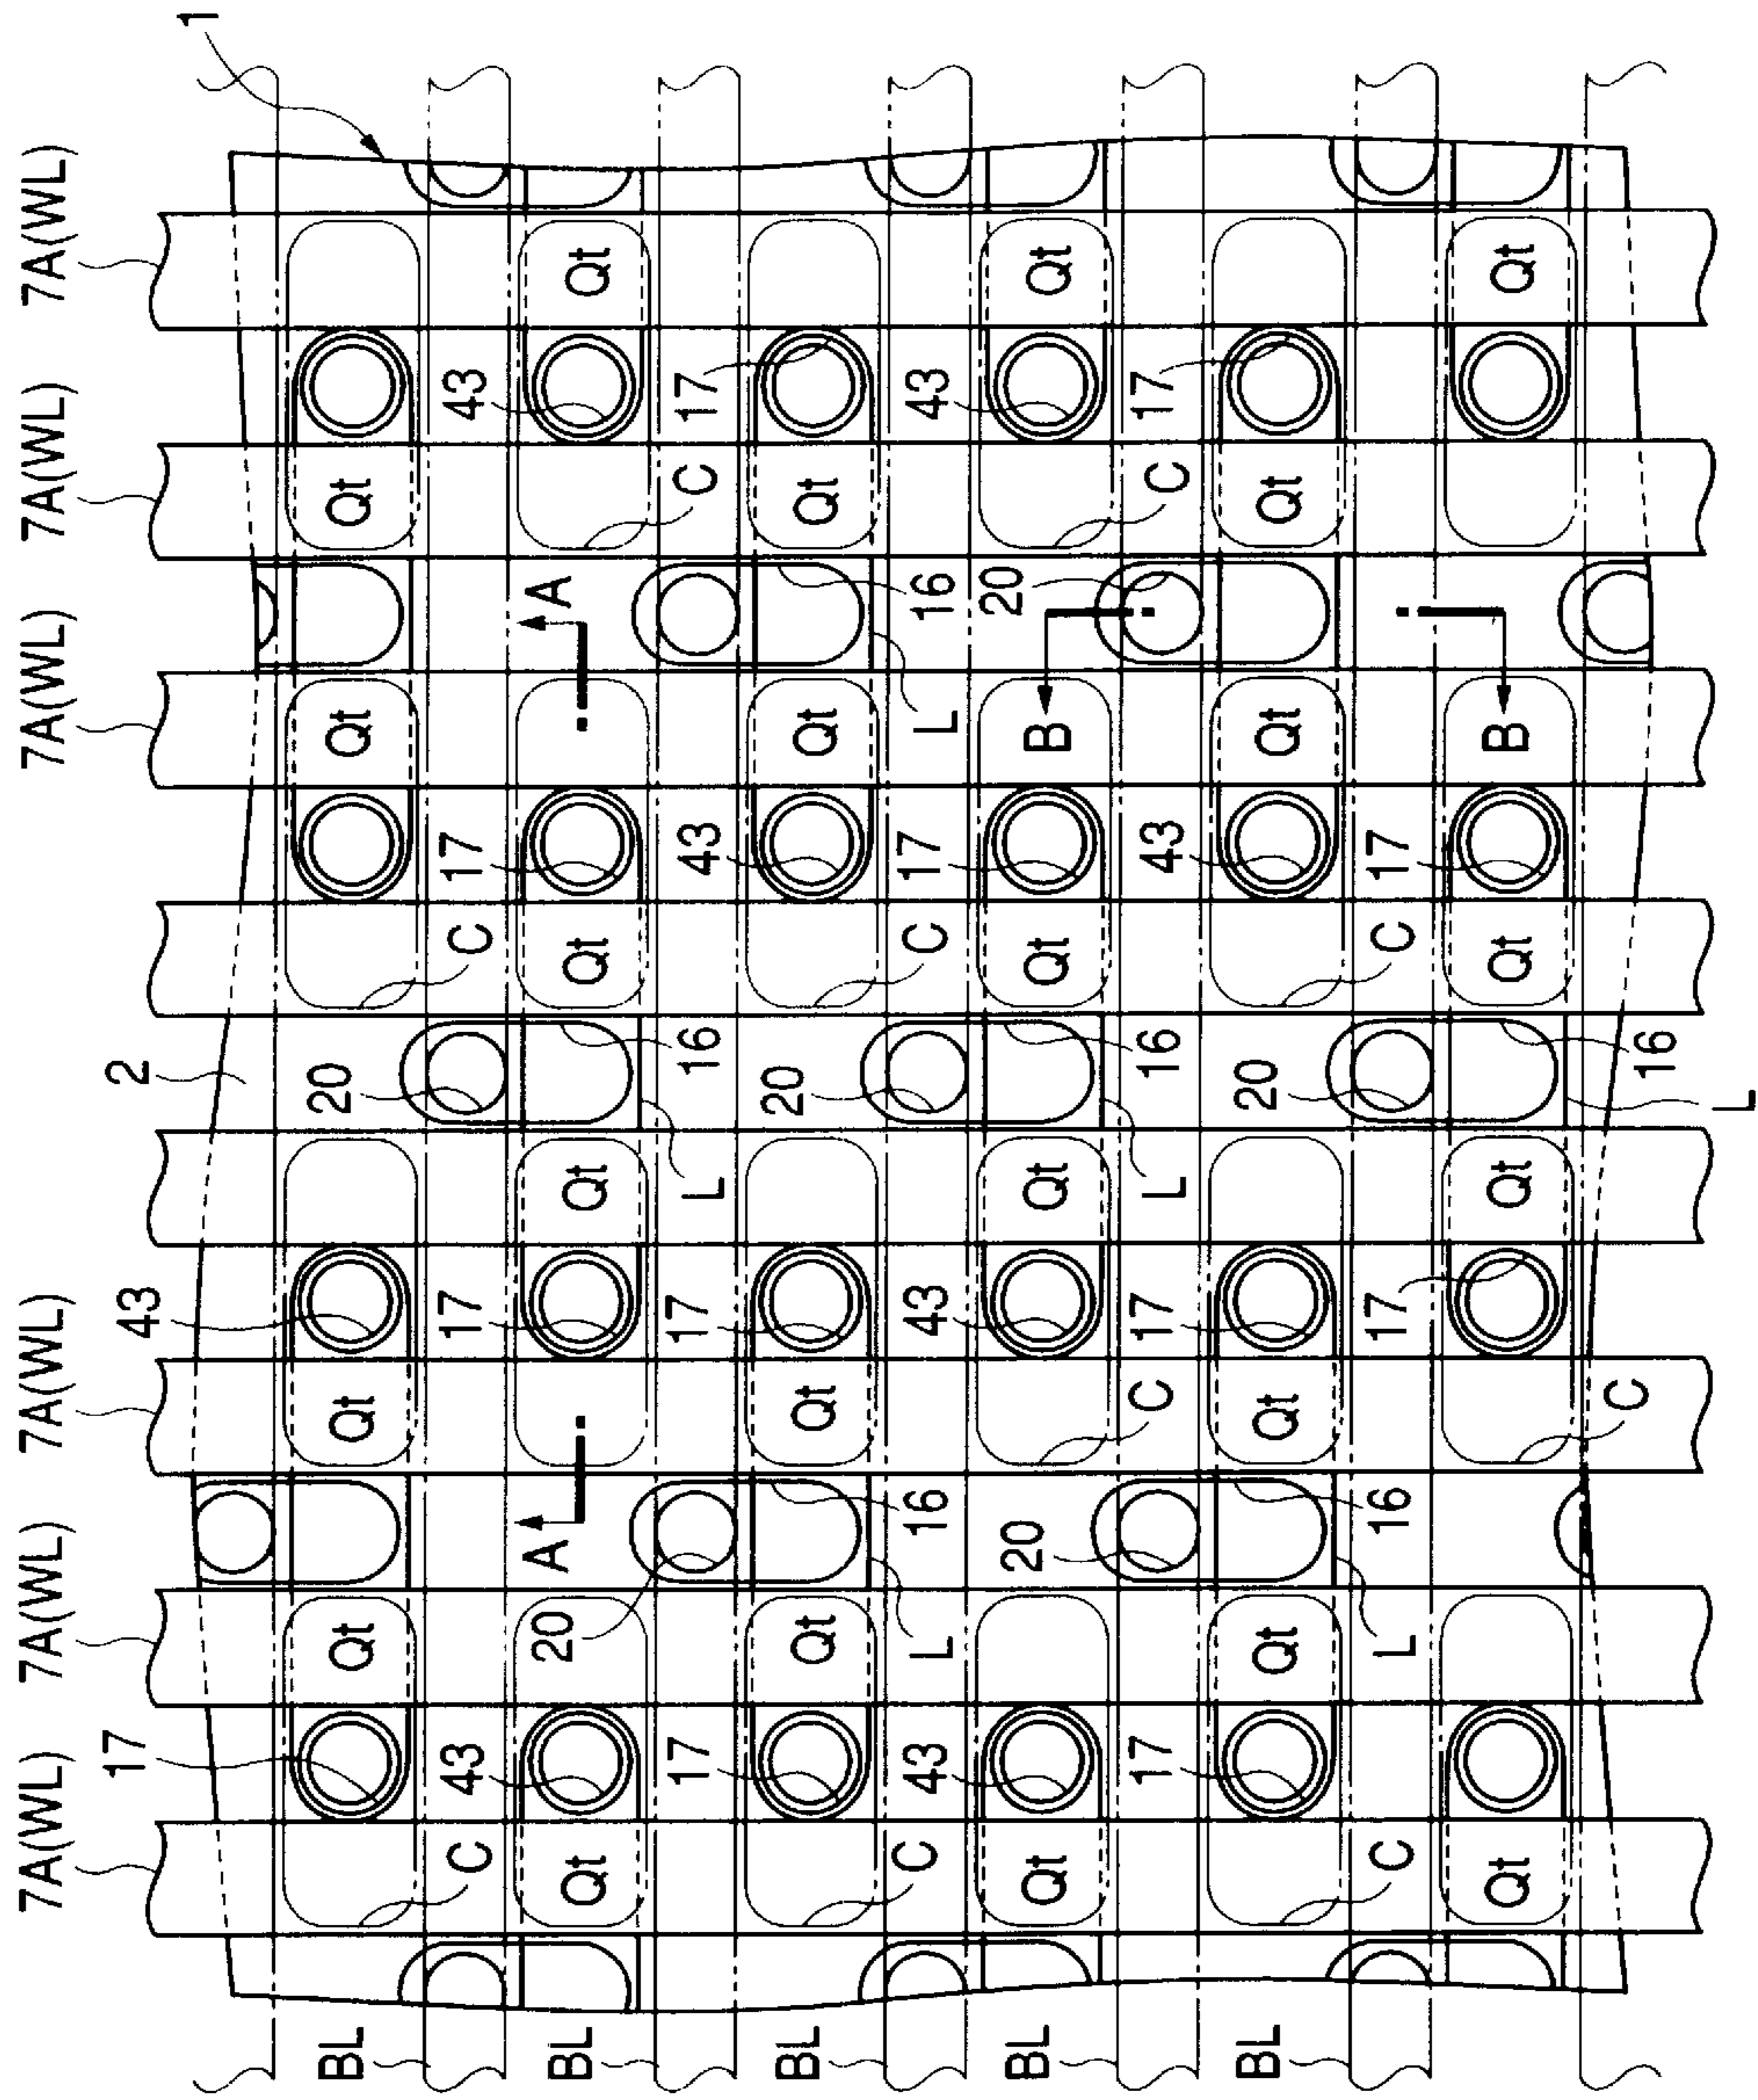 7A(WL) 7A(WL) 7A(WL) 7A(WL) 7A(WL) 7A(WL)
17 43 2
1
20
BL Qt Qt Qt Qt
C 43 17 C 17 43
20 A A
BL Qt Qt Qt Qt
17 17 L 16 43 C 17
20
BL Qt Qt Qt Qt
C 43 L 16 43 C 17 L 16 43
20 20
BL Qt Qt Qt B Qt
17 C 17 L 16 43 C 17
20
BL Qt Qt Qt Qt
C L 16 17 C 17
Qt Qt Qt B Qt
C 16
L